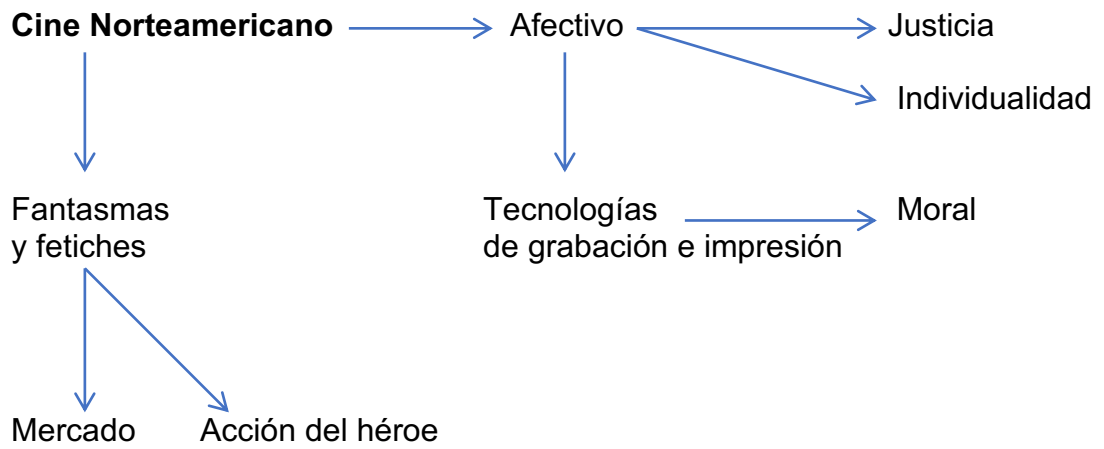 Cine Norteamericano
Afectivo
Justicia
Individualidad
Fantasmas
y fetiches
Tecnologías
de grabación e impresión
Moral
Mercado
Acción del héroe